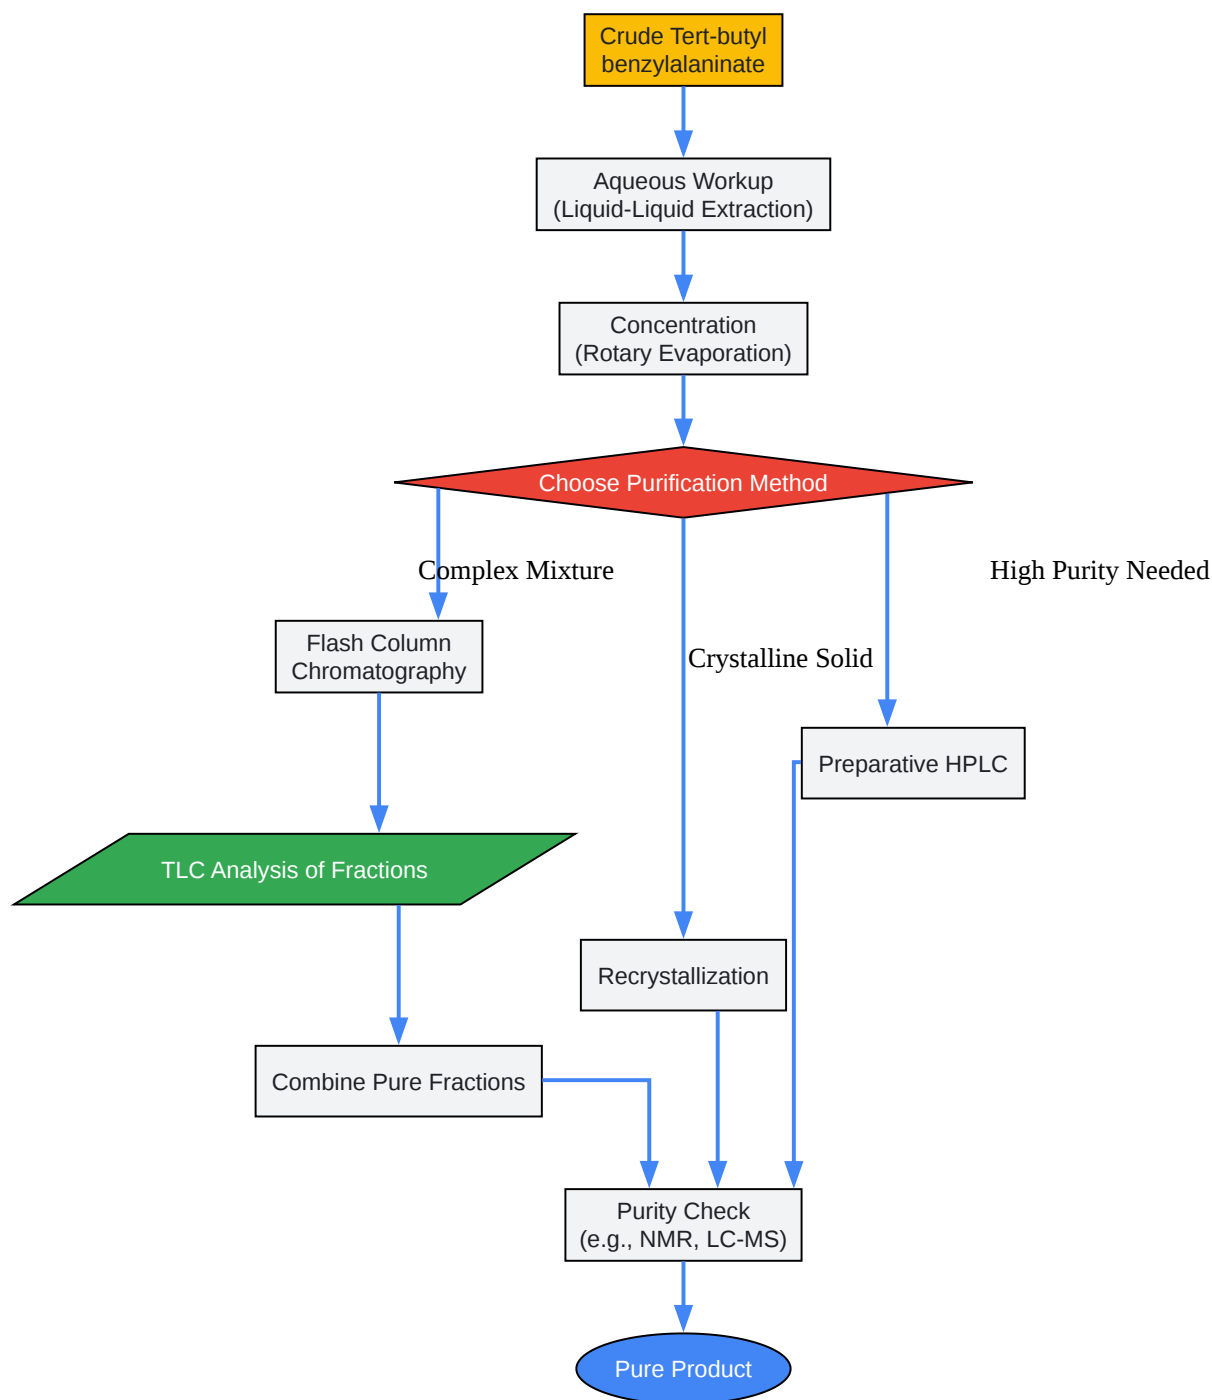 Crude Tert-butyl
benzylalaninate
Aqueous Workup
(Liquid-Liquid Extraction)
Concentration
(Rotary Evaporation)
Choose Purification Method
Complex Mixture
High Purity Needed
Flash Column
Chromatography
Crystalline Solid
Preparative HPLC
TLC Analysis of Fractions
Recrystallization
Combine Pure Fractions
Purity Check
(e.g., NMR, LC-MS)
Pure Product